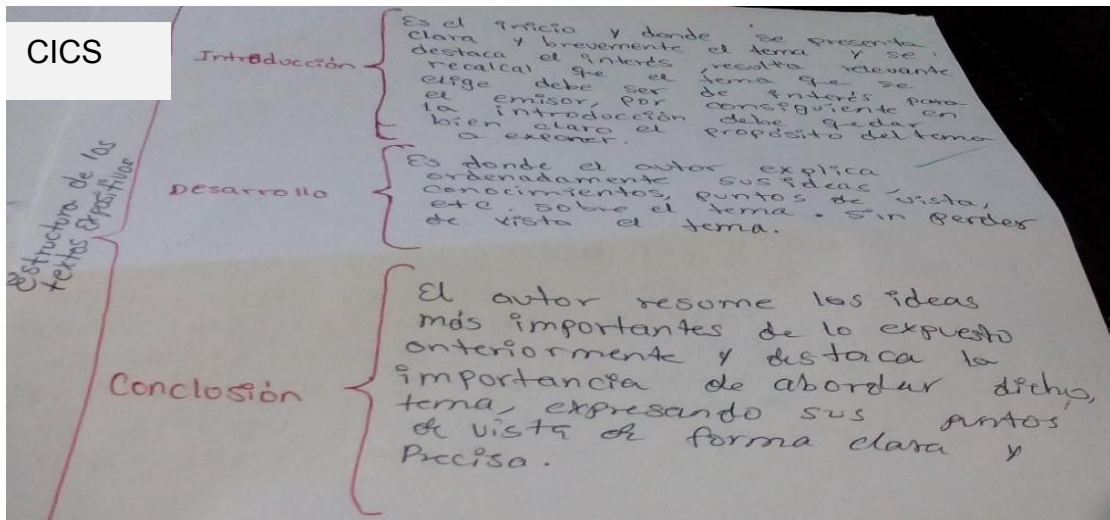 CICS
Estructura de los
textos Expositivos
Introducción
Es el inicio y donde se presenta
clara y brevemente el tema y se
destaca el interés, resulta relevante
recalcal que el tema que se
elige debe ser de interés para
el emisor, por consiguiente en
la introducción debe quedar
bien claro el propósito del tema
a exponer.
Desarrollo
Es donde el autor explica
ordenadamente sus ideas,
conocimientos, puntos de vista,
etc. sobre el tema. sin perder
de vista el tema.
Conclosión
El autor resome las ideas
más importantes de lo expuesto
anteriormente y destaca la
importancia de abordar dicho,
tema, expresando sus puntos
de vista de forma clara y
Precisa.